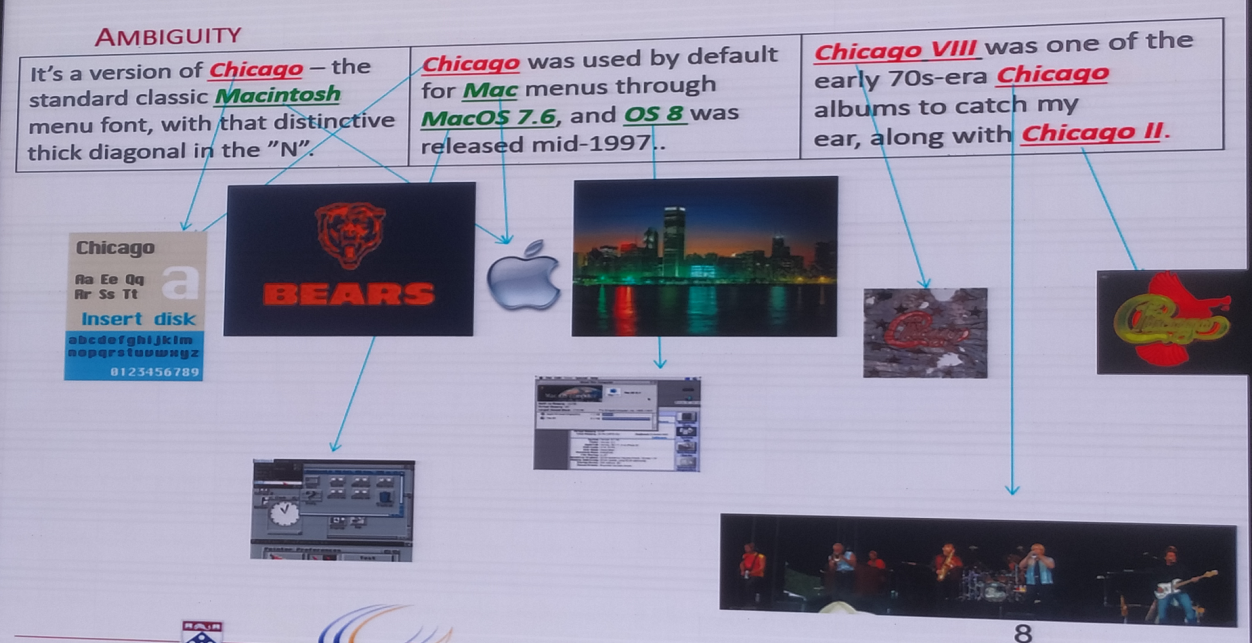 AMBIGUITY
It's a version of Chicago – the
standard classic Macintosh
menu font, with that distinctive
thick diagonal in the "N".
Chicago was used by default
for Mac menus through
MacOS 7.6, and OS 8 was
released mid-1997..
Chicago VIII was one of the
early 70s-era Chicago
albums to catch my
ear, along with Chicago II.
Chicago
Aa Ee Qq
Ar Ss Tt
a
Insert disk
abcdefghijklm
nopqrstuvwxyz
0123456789
BEARS
Chicago
Chicago
8